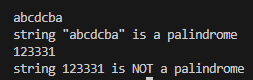 abcdcba
string "abcdcba" is a palindrome
123331
string 123331 is NOT a palindrome